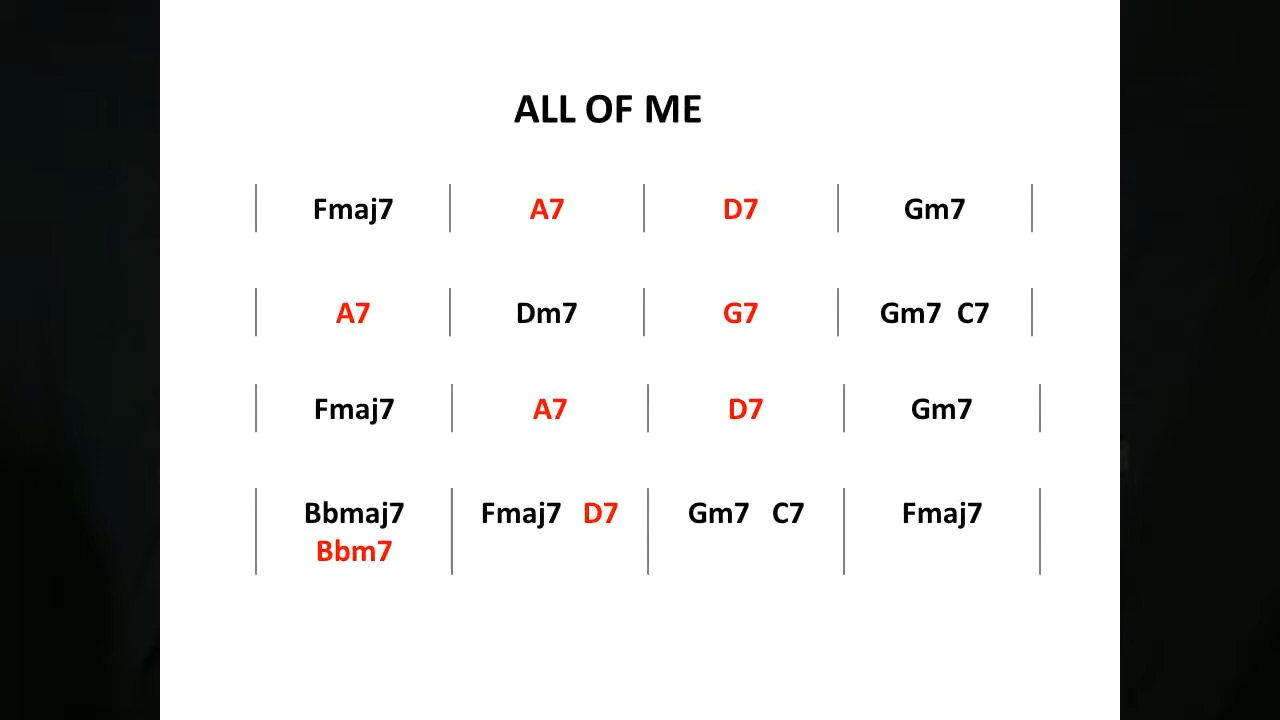 ALL OF ME
Fmaj7 A7 D7 Gm7
A7 Dm7 G7 Gm7 C7
Fmaj7 A7 D7 Gm7
Bbmaj7 Fmaj7 D7 Gm7 C7 Fmaj7
Bbm7